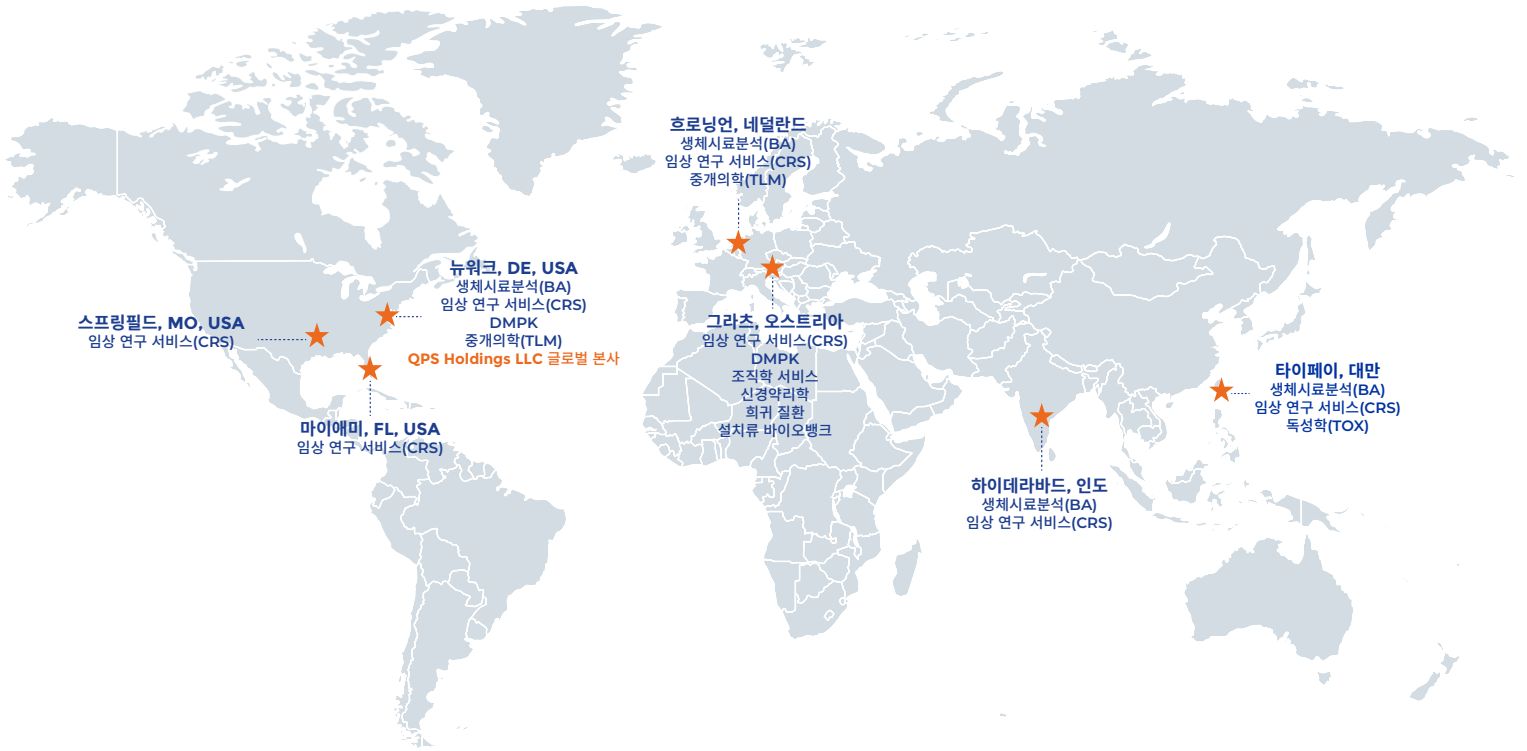 흐로닝언, 네덜란드
생체시료분석(BA)
임상 연구 서비스(CRS)
중개의학(TLM)
뉴워크, DE, USA
생체시료분석(BA)
임상 연구 서비스(CRS)
DMPK
중개의학(TLM)
QPS Holdings LLC 글로벌 본사
스프링필드, MO, USA
임상 연구 서비스(CRS)
마이애미, FL, USA
임상 연구 서비스(CRS)
그라츠, 오스트리아
임상 연구 서비스(CRS)
DMPK
조직학 서비스
신경약리학
희귀 질환
설치류 바이오뱅크
타이페이, 대만
생체시료분석(BA)
임상 연구 서비스(CRS)
독성학(TOX)
하이데라바드, 인도
생체시료분석(BA)
임상 연구 서비스(CRS)